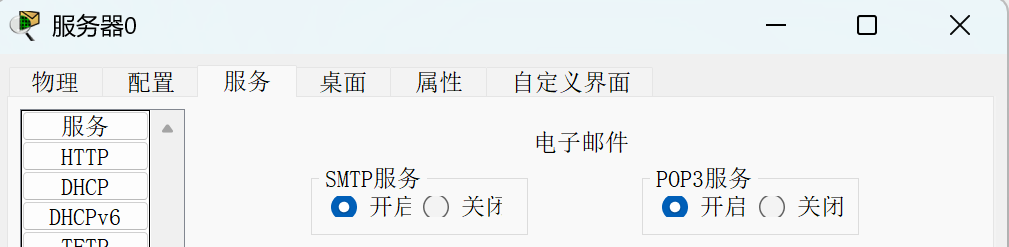 服务器0
物理 配置 服务 桌面 属性 自定义界面
服务
HTTP
DHCP
DHCPv6
TFTP
电子邮件
SMTP服务
开启 关闭
POP3服务
开启 关闭